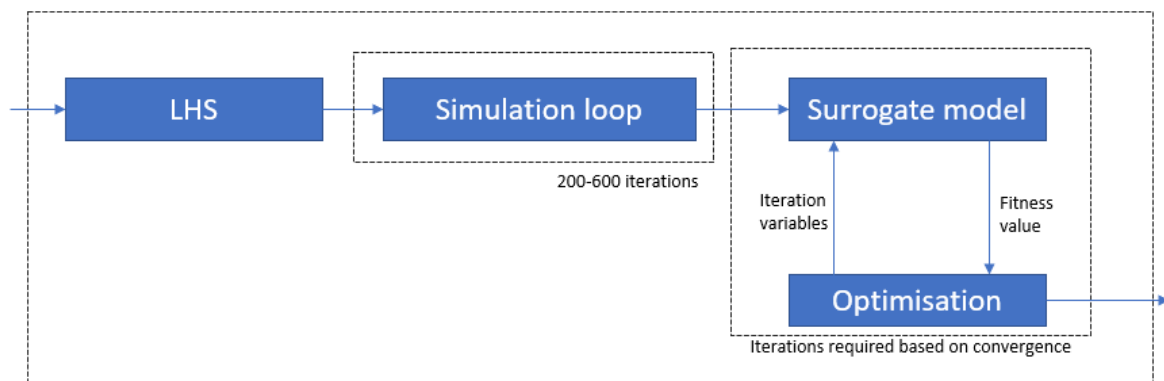 LHS
Simulation loop
Surrogate model
200-600 iterations
Iteration
variables
Fitness
value
Optimisation
Iterations required based on convergence